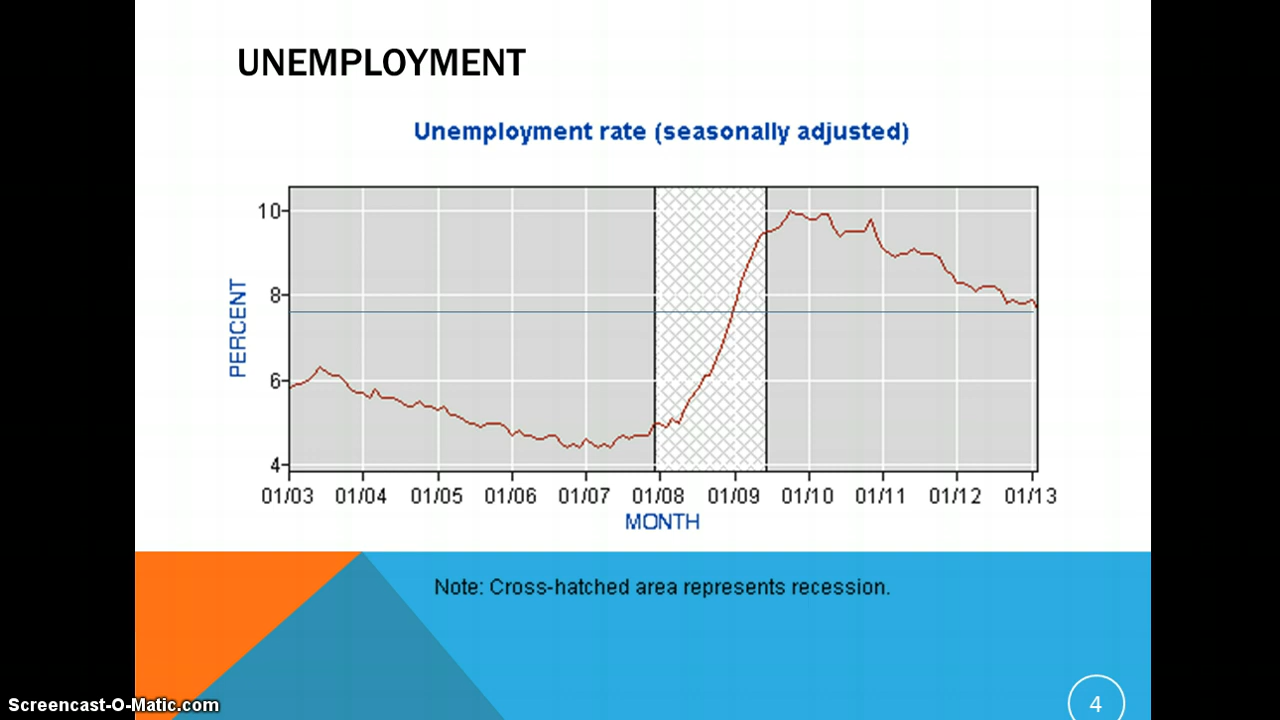 UNEMPLOYMENT
Unemployment rate (seasonally adjusted)
PERCENT
10
8
6
4
01/03 01/04 01/05 01/06 01/07 01/08 01/09 01/10 01/11 01/12 01/13
MONTH
Note: Cross-hatched area represents recession.
Screencast-O-Matic.com
4